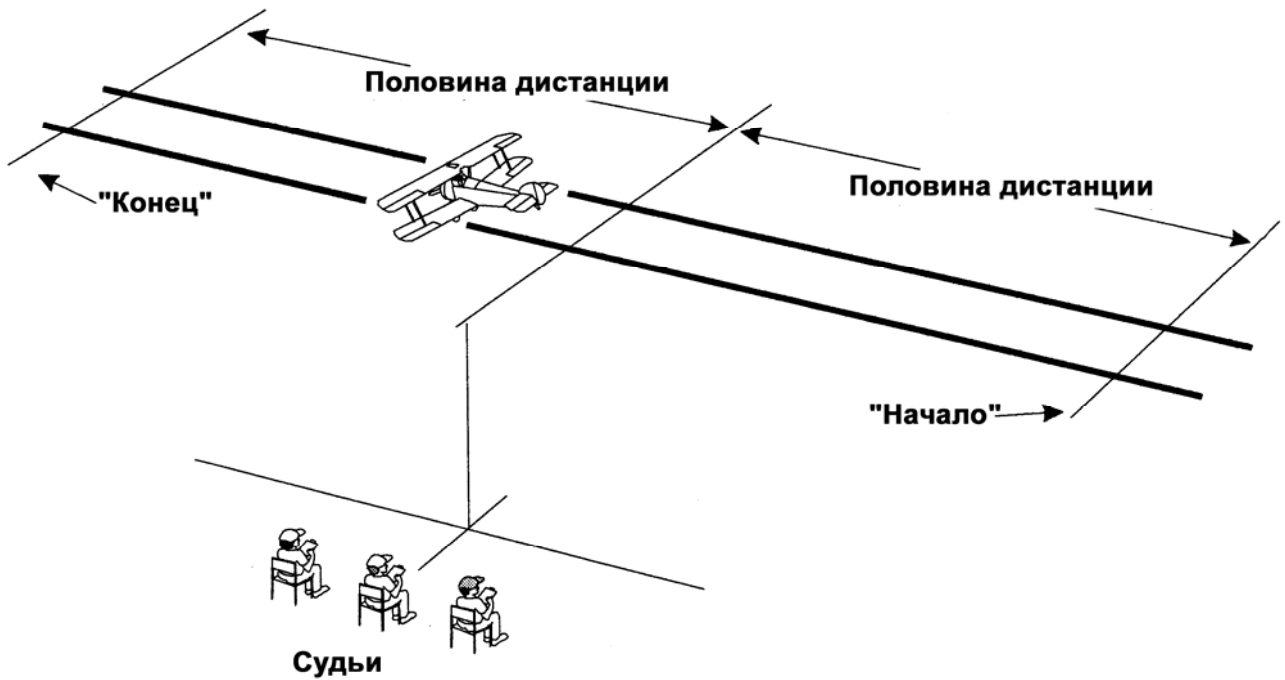 Половина дистанции
Половина дистанции
"Конец"
"Начало"
Судьи